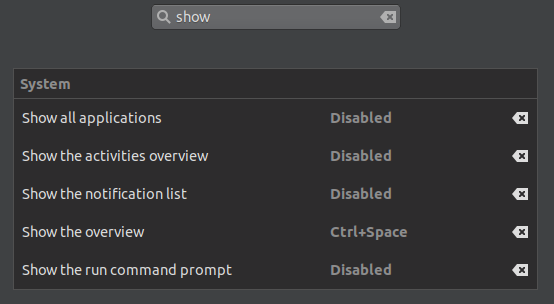 show
System
Show all applications Disabled
Show the activities overview Disabled
Show the notification list Disabled
Show the overview Ctrl+Space
Show the run command prompt Disabled